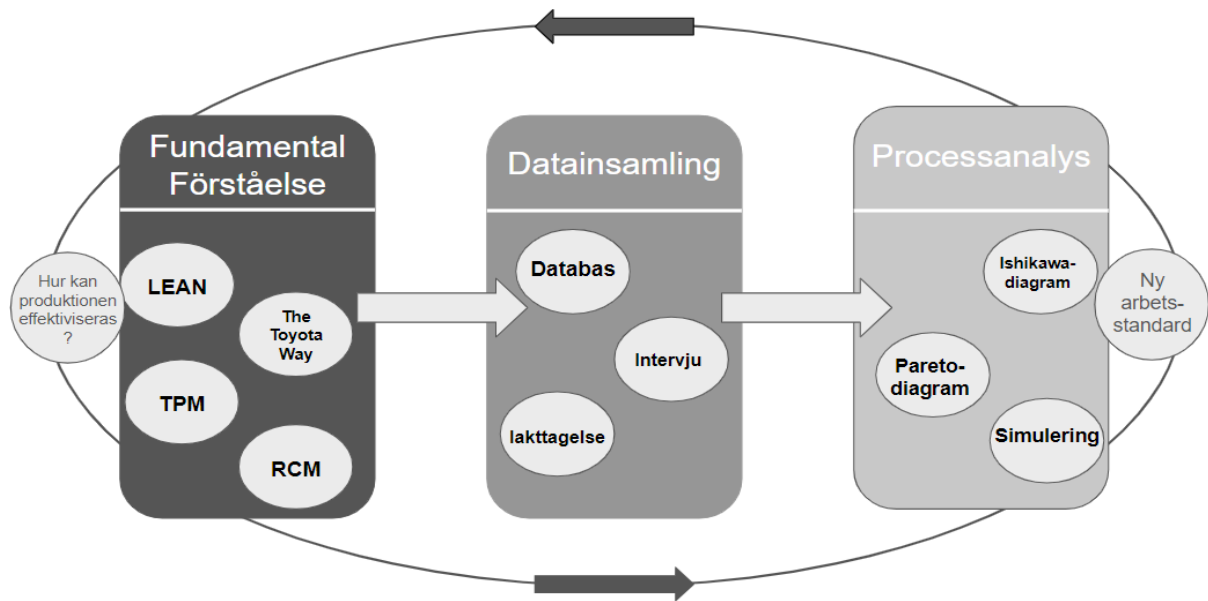 Hur kan
produktionen
effektiviseras
?
Fundamental
Förståelse
LEAN
The
Toyota
Way
TPM
RCM
Datainsamling
Databas
Intervju
Iakttagelse
Processanalys
Ishikawa-
diagram
Pareto-
diagram
Simulering
Ny
arbets-
standard